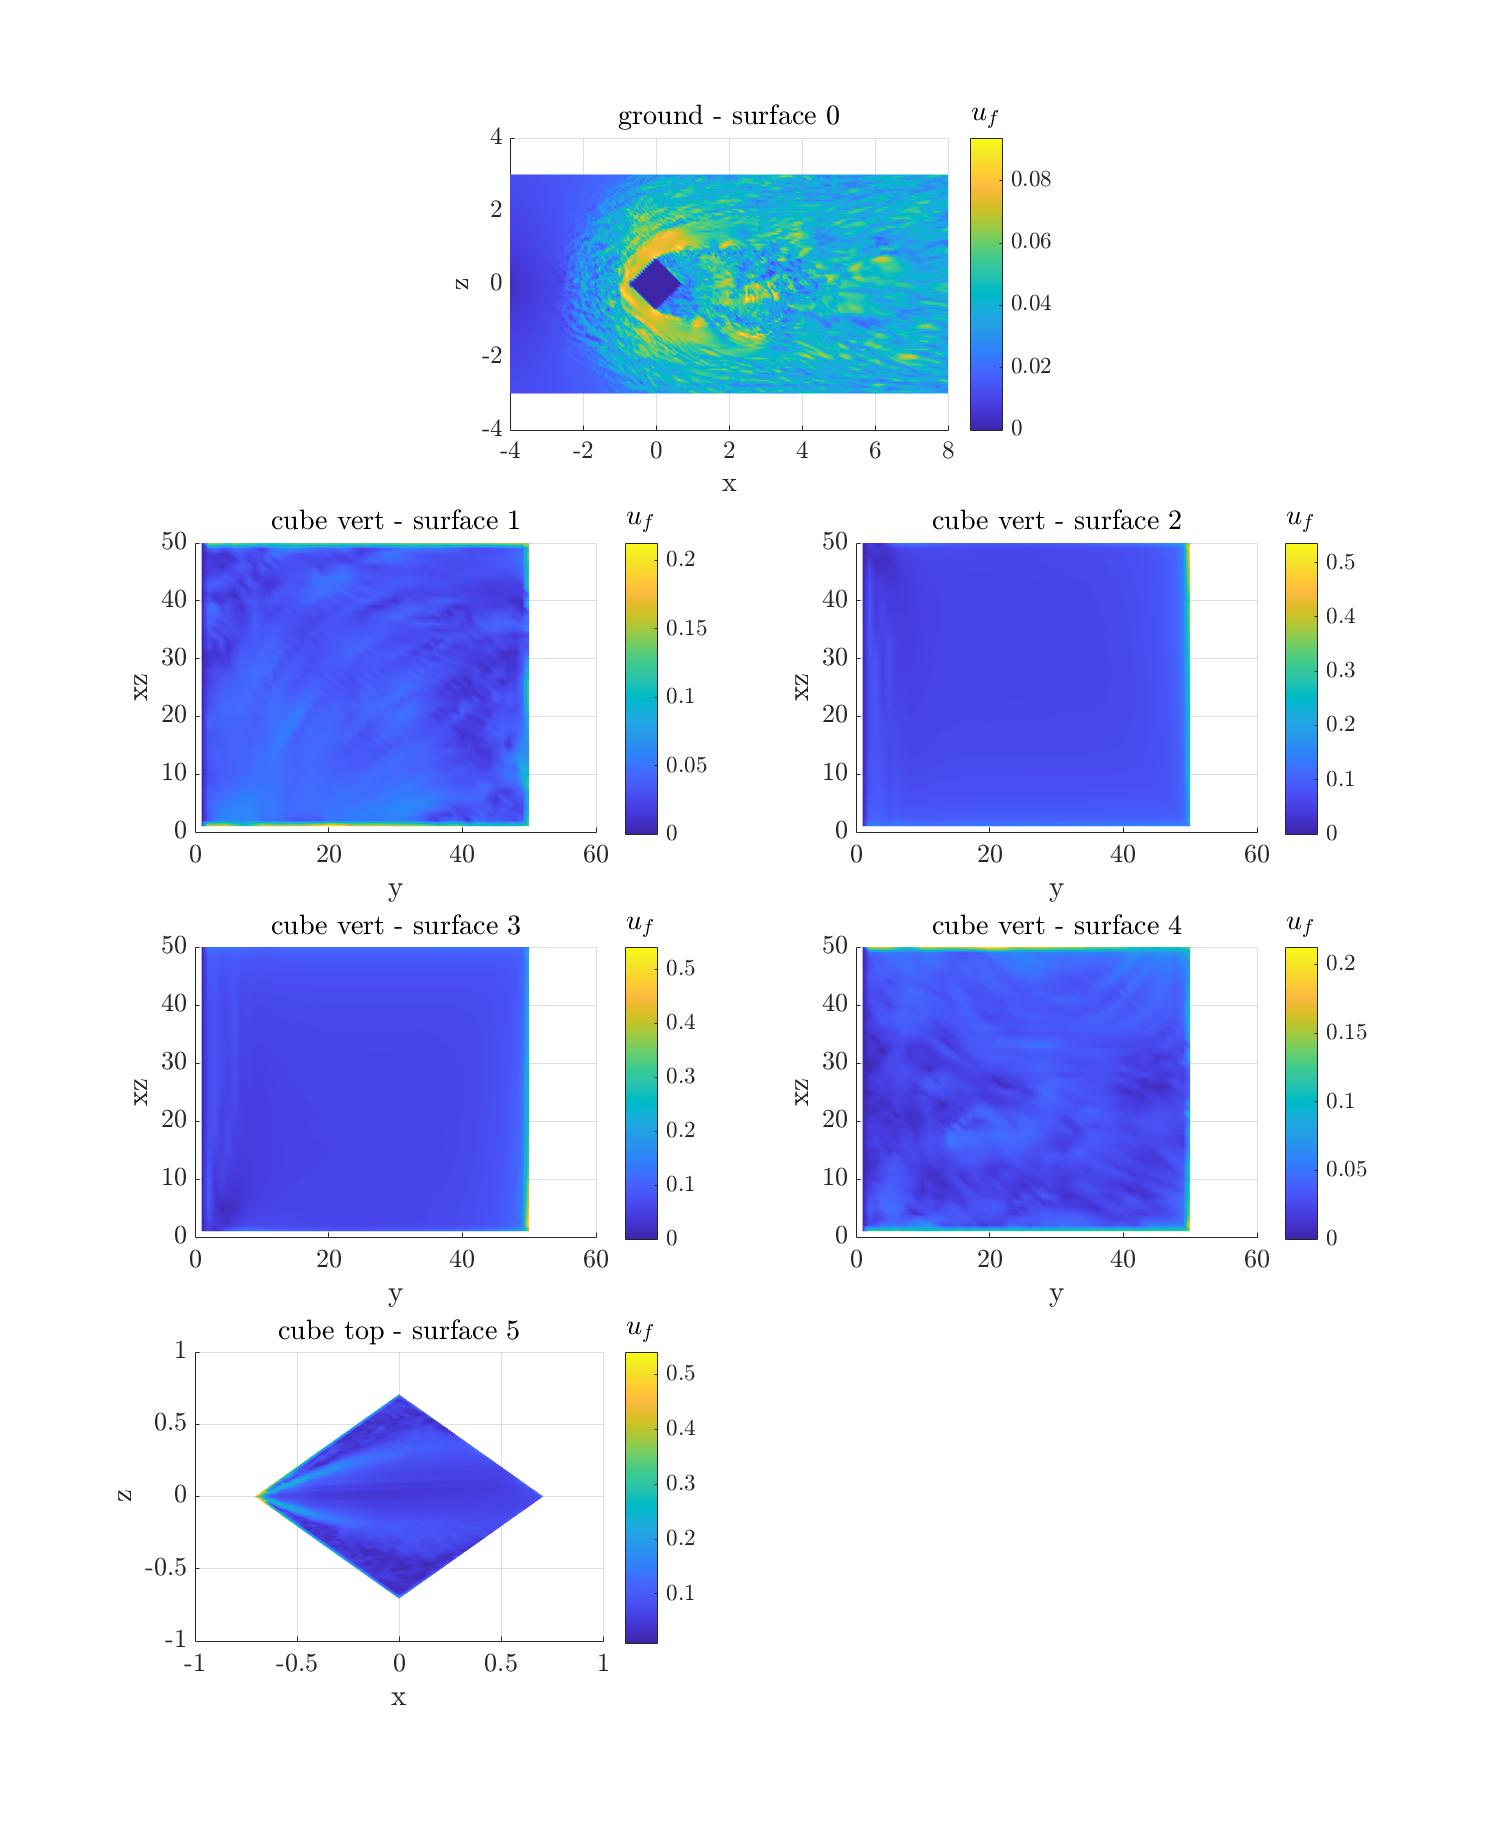 ground - surface 0
u_f
4
2
0
-2
-4
z
-4 -2 0 2 4 6 8
x
0.08
0.06
0.04
0.02
0
cube vert - surface 1
u_f
50
40
30
20
10
0
xz
0 20 40 60
y
0.2
0.15
0.1
0.05
0
cube vert - surface 2
u_f
50
40
30
20
10
0
xz
0 20 40 60
y
0.5
0.4
0.3
0.2
0.1
0
cube vert - surface 3
u_f
50
40
30
20
10
0
xz
0 20 40 60
y
0.5
0.4
0.3
0.2
0.1
0
cube vert - surface 4
u_f
50
40
30
20
10
0
xz
0 20 40 60
y
0.2
0.15
0.1
0.05
0
cube top - surface 5
u_f
1
0.5
0
-0.5
-1
z
-1 -0.5 0 0.5 1
x
0.5
0.4
0.3
0.2
0.1